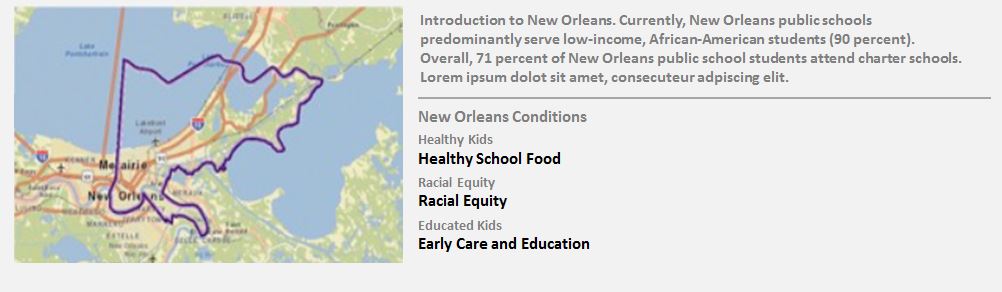 Introduction to New Orleans. Currently, New Orleans public schools
predominantly serve low-income, African-American students (90 percent).
Overall, 71 percent of New Orleans public school students attend charter schools.
Lorem ipsum dolot sit amet, consecuteur adpiscing elit.
New Orleans Conditions
Healthy Kids
Healthy School Food
Racial Equity
Racial Equity
Educated Kids
Early Care and Education
Lake
Lakefront
Airport
Metairie
New Orleans